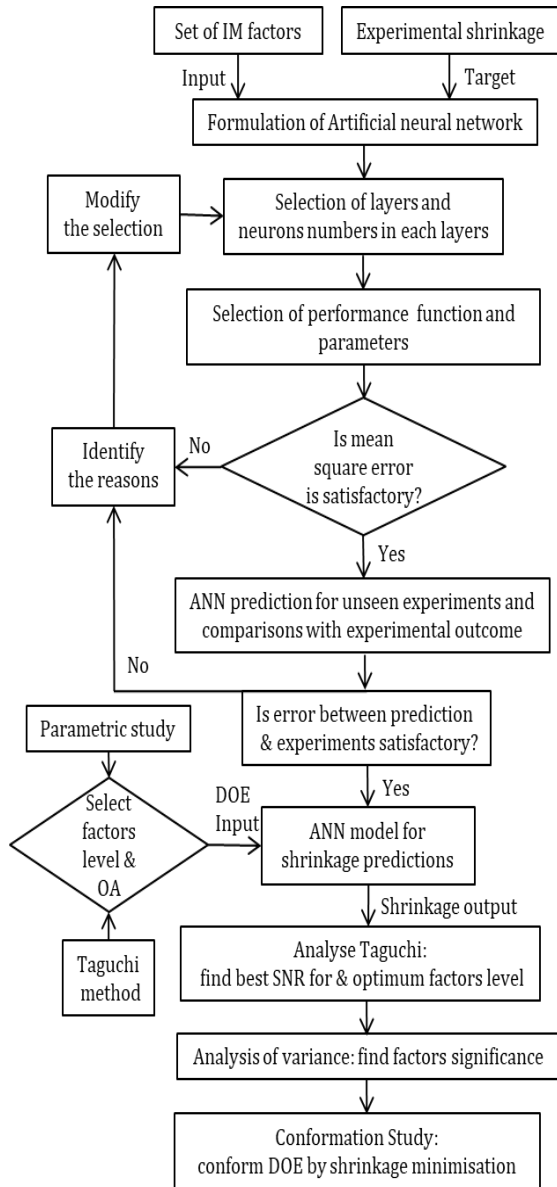 Set of IM factors
Experimental shrinkage
Input
Target
Formulation of Artificial neural network
Modify
the selection
Selection of layers and
neurons numbers in each layers
Selection of performance function and
parameters
Identify
the reasons
No
Is mean
square error
is satisfactory?
Yes
ANN prediction for unseen experiments and
comparisons with experimental outcome
No
Is error between prediction
& experiments satisfactory?
Parametric study
Yes
Select
factors
level &
OA
DOE
Input
ANN model for
shrinkage predictions
Shrinkage output
Taguchi
method
Analyse Taguchi:
find best SNR for & optimum factors level
Analysis of variance: find factors significance
Conformation Study:
conform DOE by shrinkage minimisation